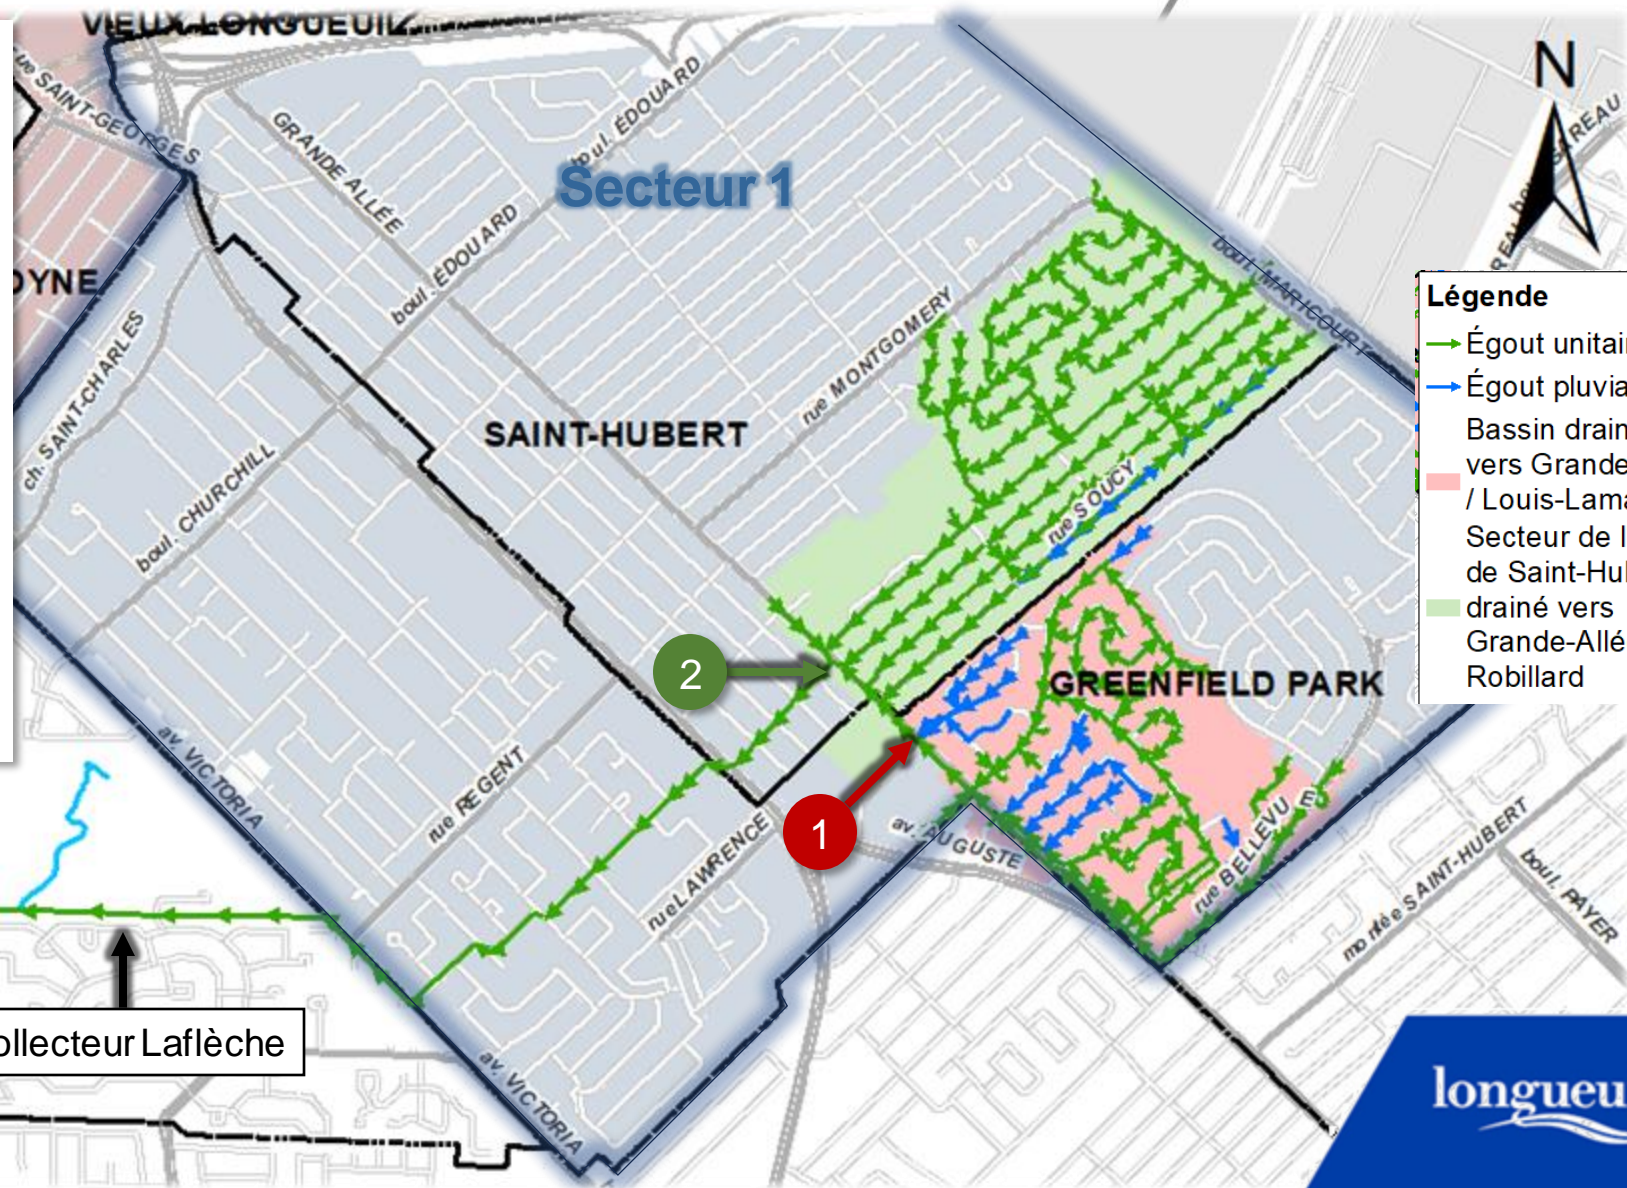 VIEUX-LONGUEUIL
SAINT-GEORGES
GRANDE ALLÉE
boul. ÉDOUARD
Secteur 1
boul. ÉDOUARD
N
boul. MARICOURT
ch. SAINT-CHARLES
boul. CHURCHILL
SAINT-HUBERT
rue MONTGOMERY
rue SOUCY
Légende
Égout unitair
Égout pluvia
Bassin drain
vers Grande
/ Louis-Lama
Secteur de l
de Saint-Hul
drainé vers
Grande-Allé
Robillard
2
GREENFIELD PARK
1
av. VICTORIA
rue REGENT
rue LAWRENCE
av. AUGUSTE
rue BELLEVUE
montée SAINT-HUBERT
boul. PAYER
ollecteur Laflèche
av. VICTORIA
longueu